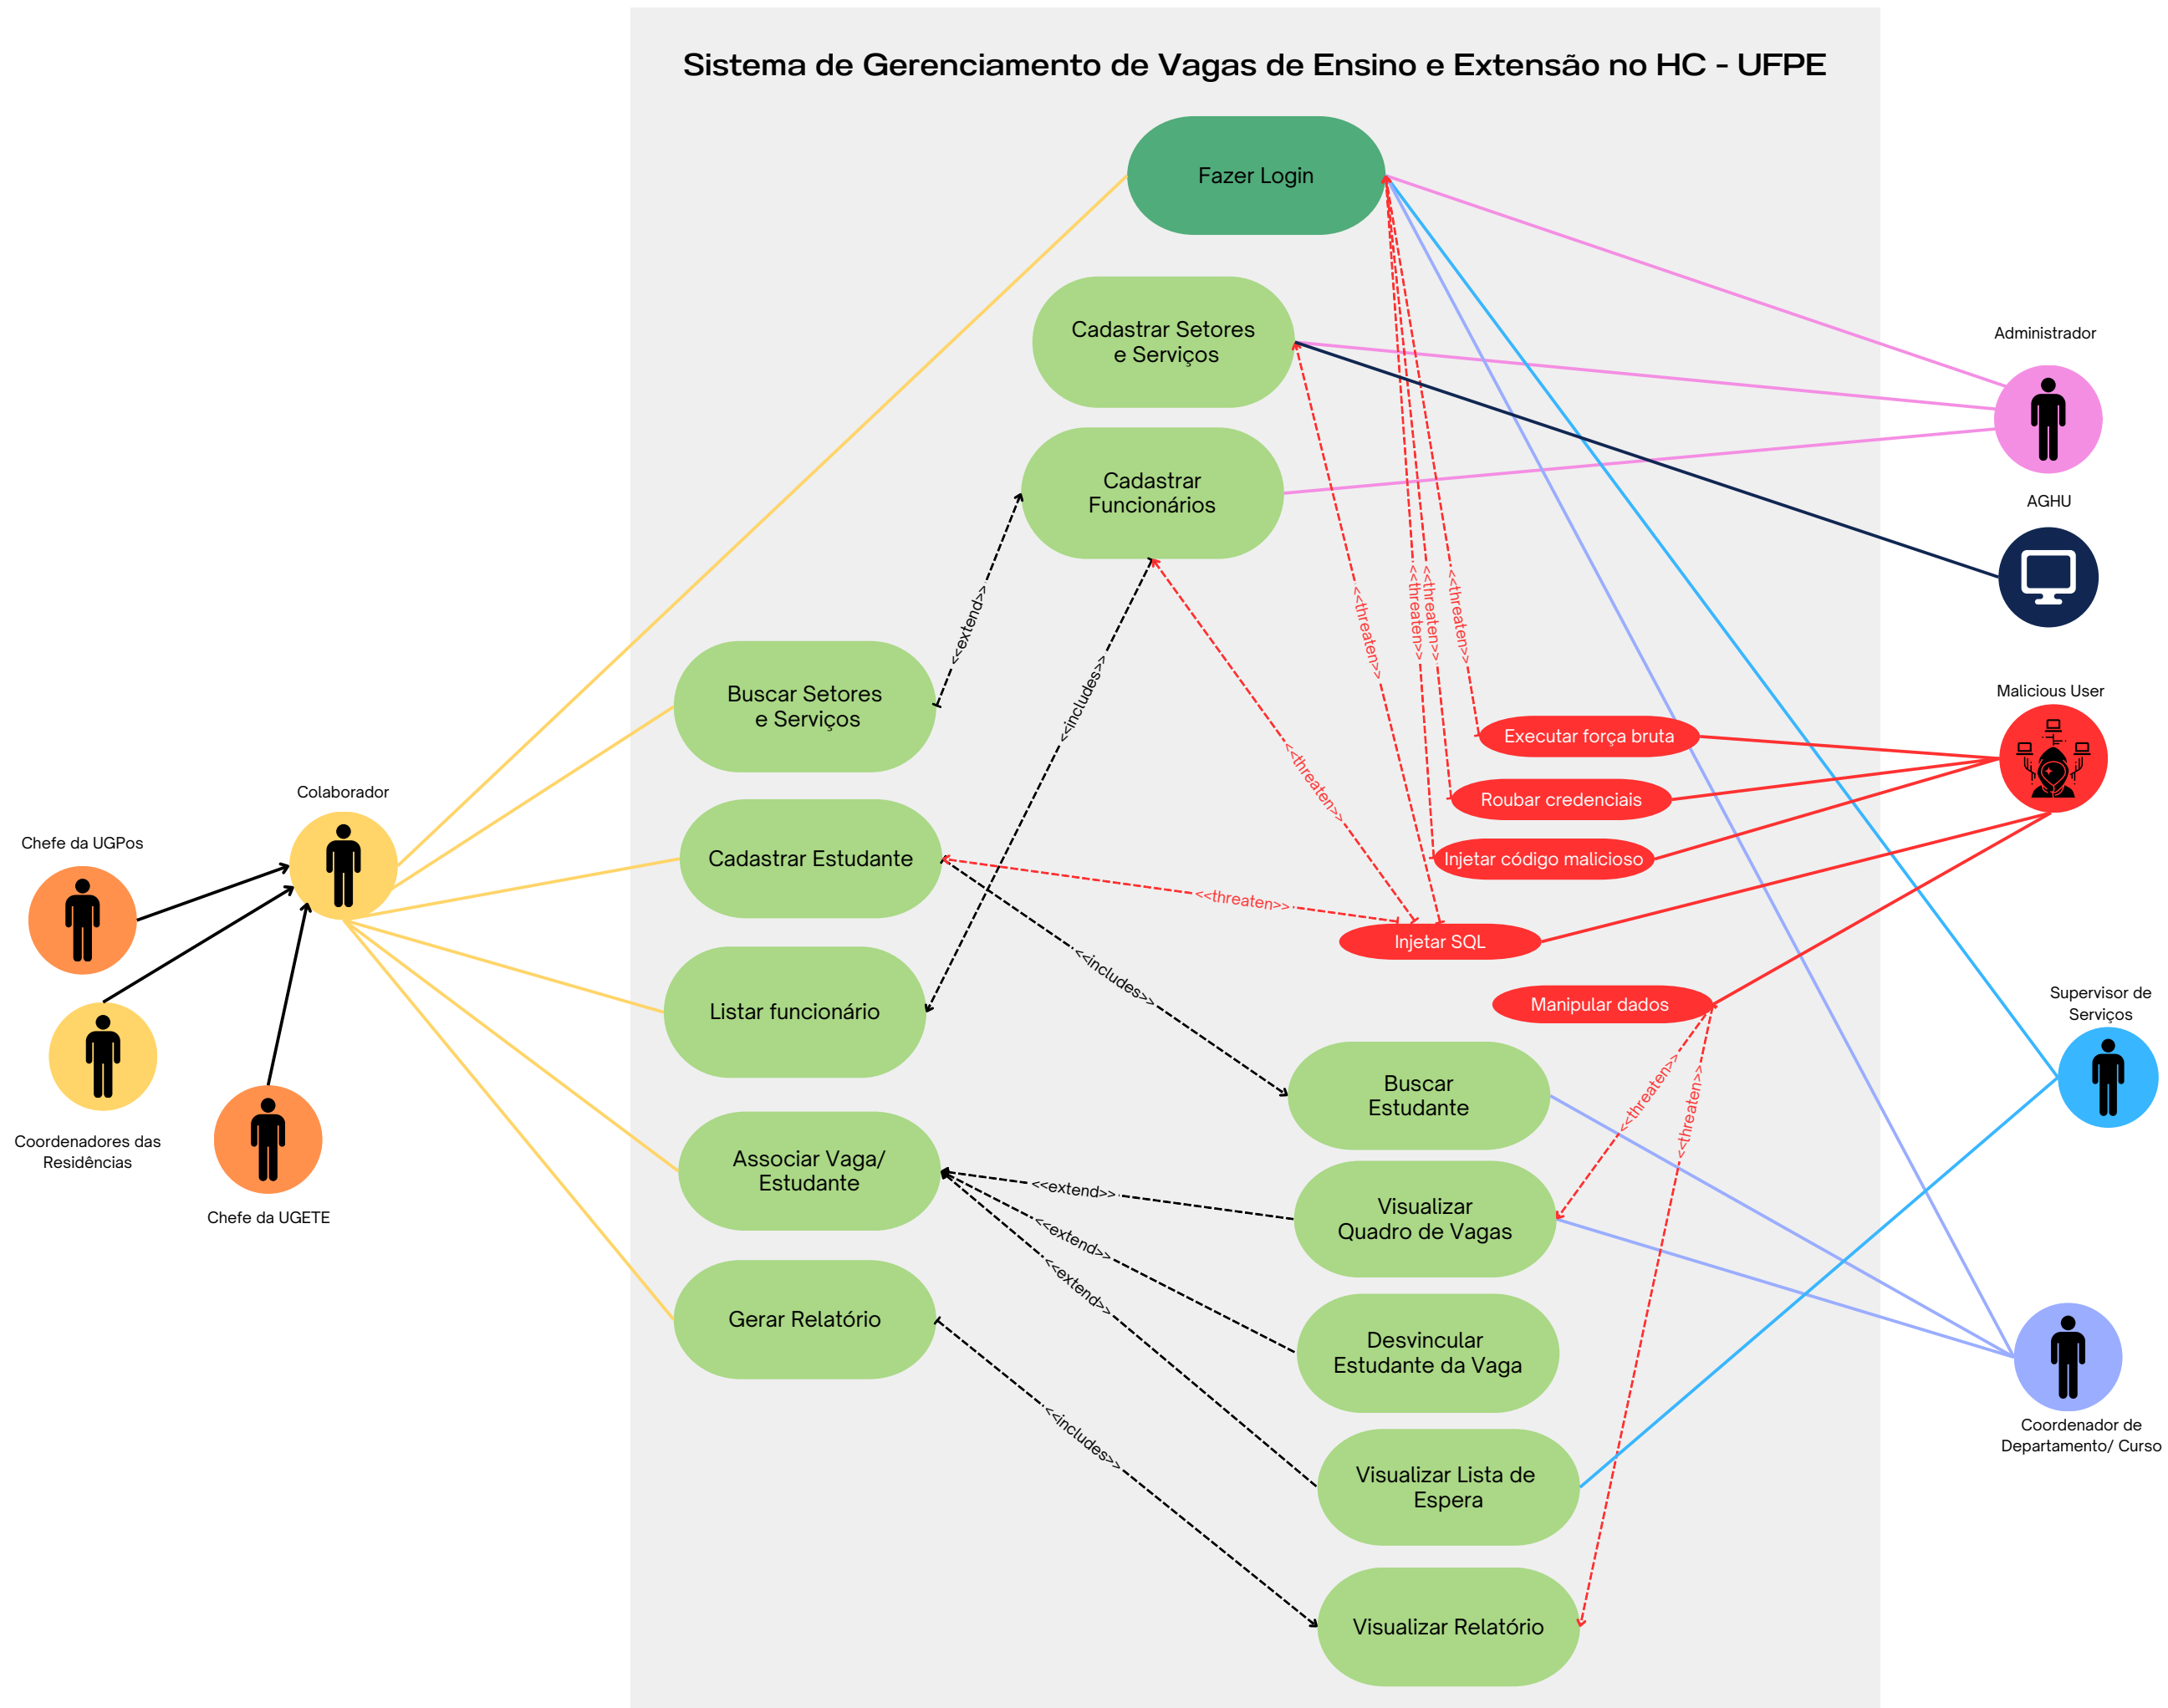 Sistema de Gerenciamento de Vagas de Ensino e Extensão no HC - UFPE
Fazer Login
Cadastrar Setores
e Serviços
Administrador
Cadastrar
Funcionários
AGHU
<<extend>>
<<includes>>
<<threaten>>
<<threaten>>
<<threaten>>
<<threaten>>
<<threaten>>
Buscar Setores
e Serviços
Malicious User
Executar força bruta
Roubar credenciais
Injetar código malicioso
Colaborador
Chefe da UGPos
Cadastrar Estudante
<<threaten>>
Injetar SQL
<<includes>>
Listar funcionário
Manipular dados
Supervisor de
Serviços
Buscar
Estudante
<<threaten>>
<<threaten>>
Coordenadores das
Residências
Chefe da UGETE
Associar Vaga/
Estudante
<<extend>>
<<extend>>
<<extend>>
Visualizar
Quadro de Vagas
Gerar Relatório
Desvincular
Estudante da Vaga
<<includes>>
Coordenador de
Departamento/ Curso
Visualizar Lista de
Espera
Visualizar Relatório